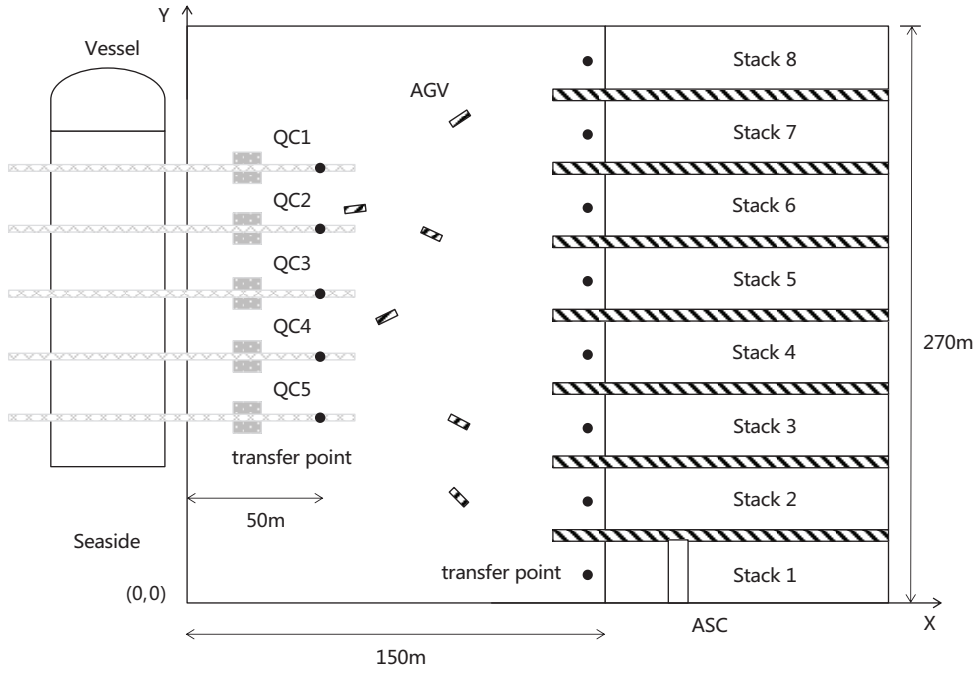 Y
Vessel
Stack 8
AGV
QC1
Stack 7
QC2
Stack 6
QC3
Stack 5
QC4
270m
Stack 4
QC5
Stack 3
transfer point
50m
Stack 2
Seaside
transfer point
Stack 1
(0,0)
ASC
X
150m